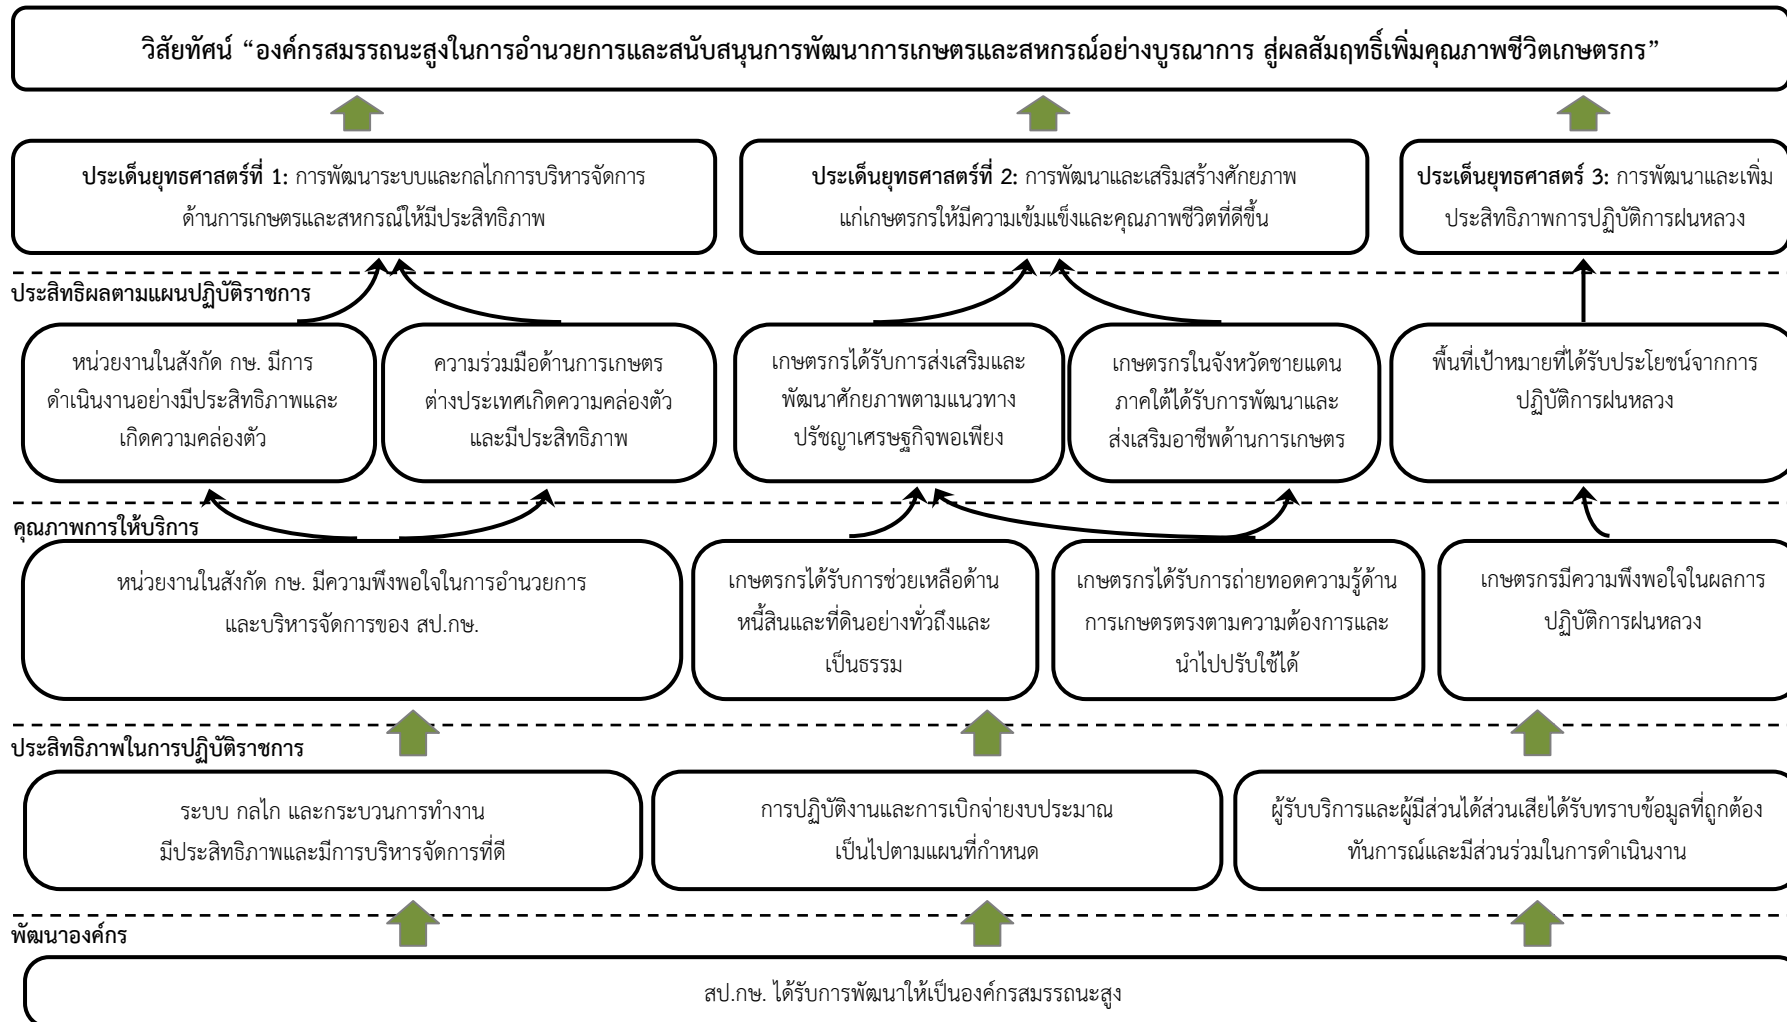 วิสัยทัศน์ “องค์กรสมรรถนะสูงในการอำนวยการและสนับสนุนการพัฒนาการเกษตรและสหกรณ์อย่างบูรณาการ สู่ผลสัมฤทธิ์เพิ่มคุณภาพชีวิตเกษตรกร”
ประเด็นยุทธศาสตร์ที่ 1: การพัฒนาระบบและกลไกการบริหารจัดการ
ด้านการเกษตรและสหกรณ์ให้มีประสิทธิภาพ
ประเด็นยุทธศาสตร์ที่ 2: การพัฒนาและเสริมสร้างศักยภาพ
แก่เกษตรกรให้มีความเข้มแข็งและคุณภาพชีวิตที่ดีขึ้น
ประเด็นยุทธศาสตร์ 3: การพัฒนาและเพิ่ม
ประสิทธิภาพการปฏิบัติการฝนหลวง
ประสิทธิผลตามแผนปฏิบัติราชการ
หน่วยงานในสังกัด กษ. มีการ
ดำเนินงานอย่างมีประสิทธิภาพและ
เกิดความคล่องตัว
ความร่วมมือด้านการเกษตร
ต่างประเทศเกิดความคล่องตัว
และมีประสิทธิภาพ
เกษตรกรได้รับการส่งเสริมและ
พัฒนาศักยภาพตามแนวทาง
ปรัชญาเศรษฐกิจพอเพียง
เกษตรกรในจังหวัดชายแดน
ภาคใต้ได้รับการพัฒนาและ
ส่งเสริมอาชีพด้านการเกษตร
พื้นที่เป้าหมายที่ได้รับประโยชน์จากการ
ปฏิบัติการฝนหลวง
คุณภาพการให้บริการ
หน่วยงานในสังกัด กษ. มีความพึงพอใจในการอำนวยการ
และบริหารจัดการของ สป.กษ.
เกษตรกรได้รับการช่วยเหลือด้าน
หนี้สินและที่ดินอย่างทั่วถึงและ
เป็นธรรม
เกษตรกรได้รับการถ่ายทอดความรู้ด้าน
การเกษตรตรงตามความต้องการและ
นำไปปรับใช้ได้
เกษตรกรมีความพึงพอใจในผลการ
ปฏิบัติการฝนหลวง
ประสิทธิภาพในการปฏิบัติราชการ
ระบบ กลไก และกระบวนการทำงาน
มีประสิทธิภาพและมีการบริหารจัดการที่ดี
การปฏิบัติงานและการเบิกจ่ายงบประมาณ
เป็นไปตามแผนที่กำหนด
ผู้รับบริการและผู้มีส่วนได้ส่วนเสียได้รับทราบข้อมูลที่ถูกต้อง
ทันการณ์และมีส่วนร่วมในการดำเนินงาน
พัฒนาองค์กร
สป.กษ. ได้รับการพัฒนาให้เป็นองค์กรสมรรถนะสูง